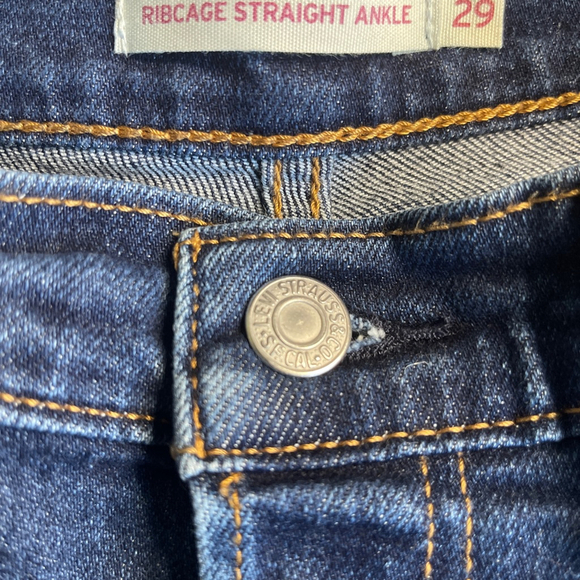 RIBCAGE STRAIGHT ANKLE 29
LEVI STRAUSS & CO.
S.F. CAL.